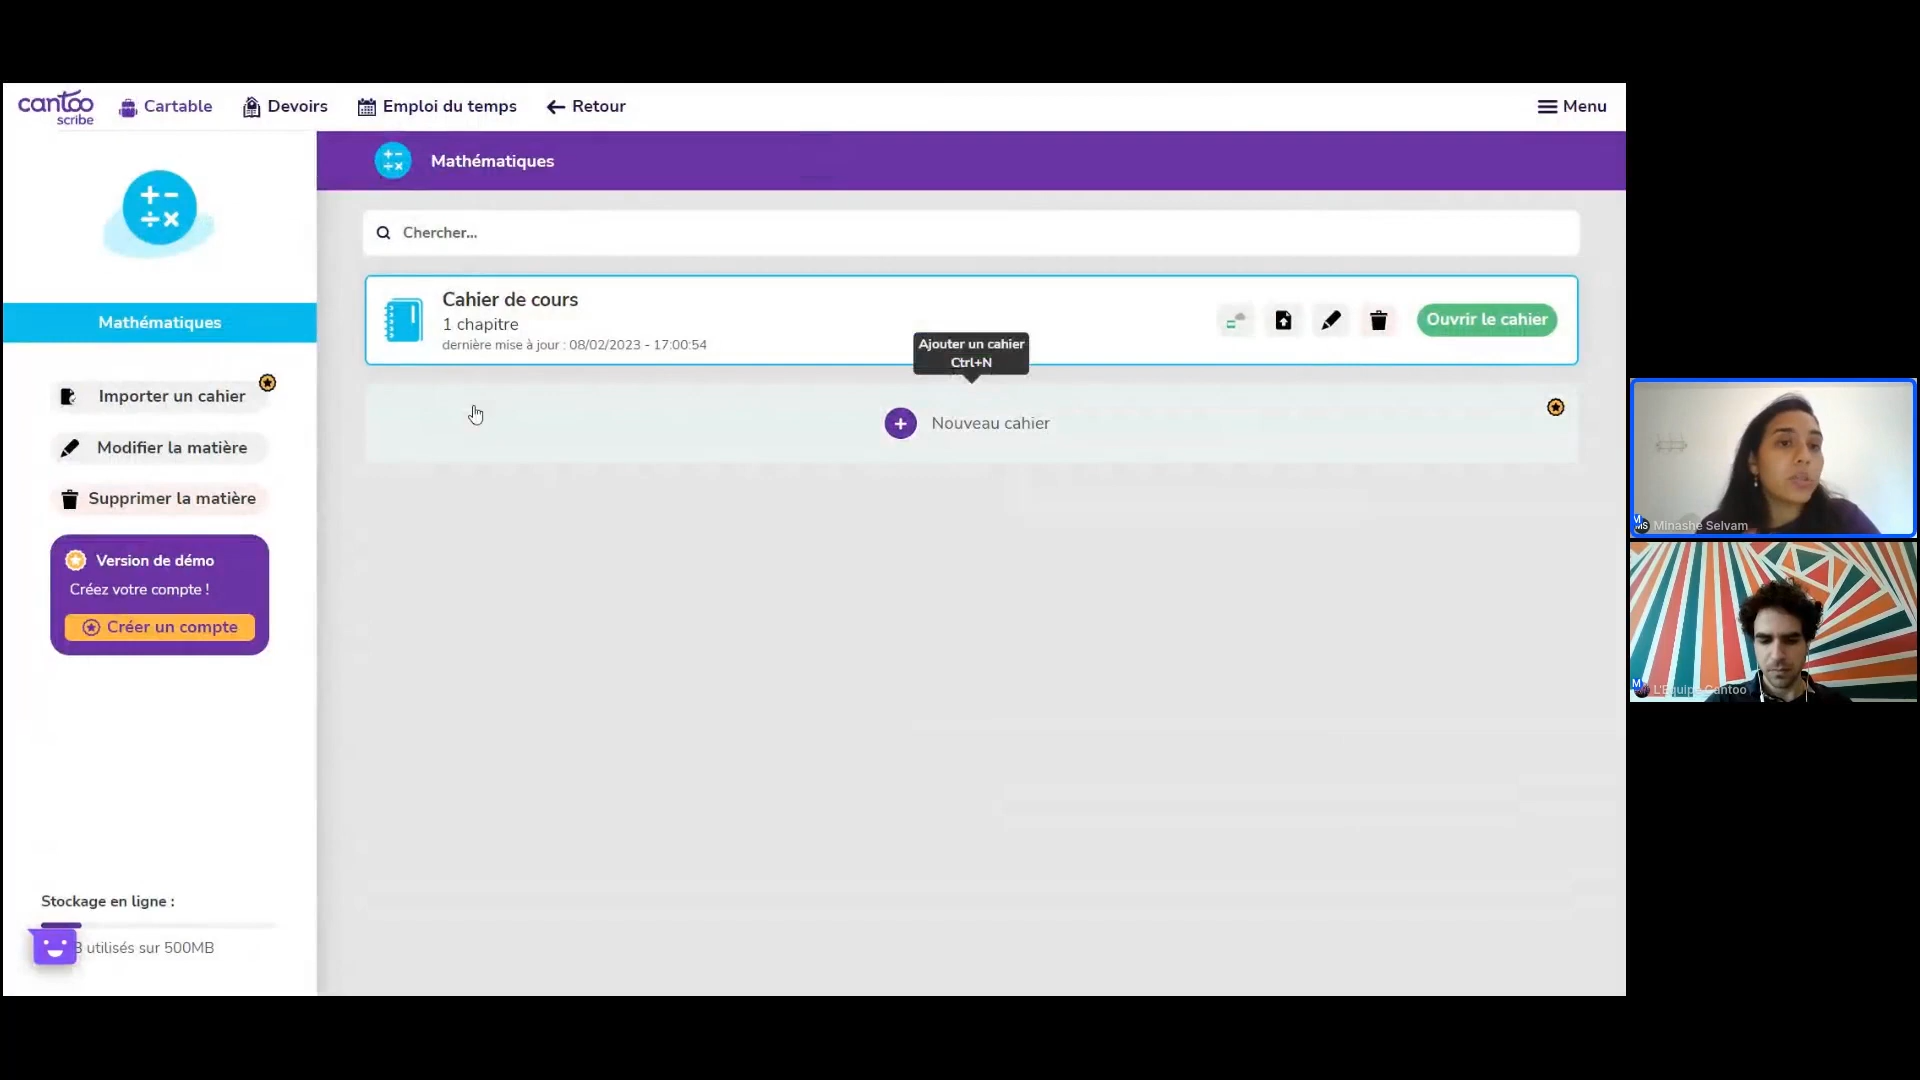 cantoo
scribe
Cartable
Devoirs
Emploi du temps
Retour
Menu
Mathématiques
Chercher...
Mathématiques
Cahier de cours
1 chapitre
dernière mise à jour : 08/02/2023 - 17:00:54
Ouvrir le cahier
Ajouter un cahier
Ctrl+N
Nouveau cahier
Importer un cahier
Modifier la matière
Supprimer la matière
Version de démo
Créez votre compte !
Créer un compte
Stockage en ligne :
utilisés sur 500MB
Minashe Selvam
L'Equipe Cantoo